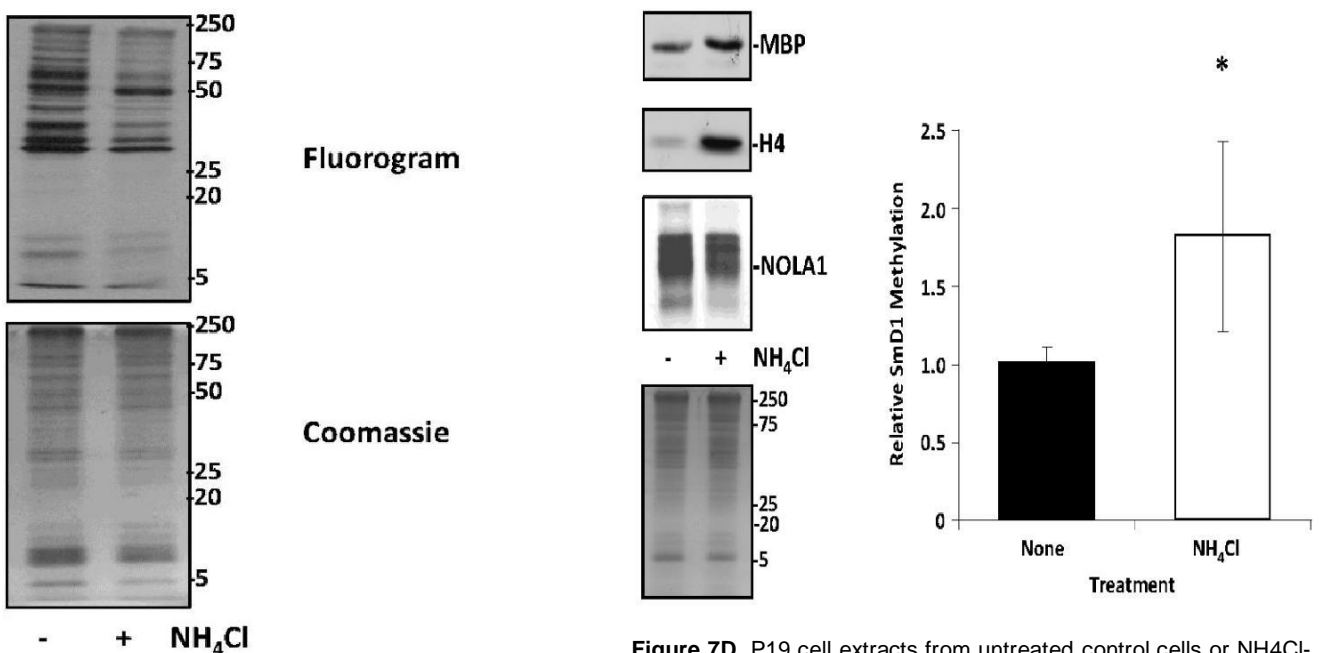 -250
-75
-50
-25
-20
-5
Fluorogram
-250
-75
-50
-25
-20
-5
Coomassie
- + NH₄Cl
-MBP
-H4
-NOLA1
- + NH₄Cl
-250
-75
-25
-20
-5
*
Relative SmD1 Methylation
2.5
2.0
1.5
1.0
0.5
0
None NH₄Cl
Treatment
Figure 7D. P19 cell extracts from untreated control cells or NH4Cl-